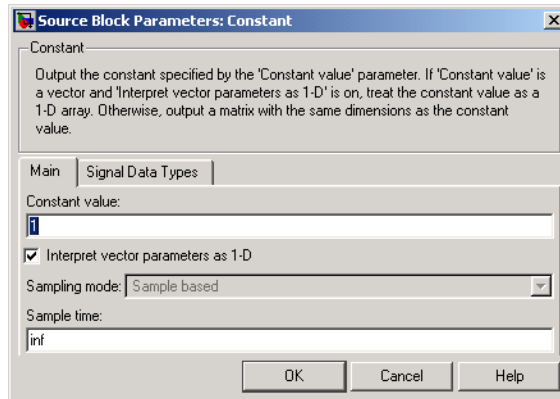 Source Block Parameters: Constant
Constant
Output the constant specified by the 'Constant value' parameter. If 'Constant value' is
a vector and 'Interpret vector parameters as 1-D' is on, treat the constant value as a
1-D array. Otherwise, output a matrix with the same dimensions as the constant
value.
Main Signal Data Types
Constant value:
1
Interpret vector parameters as 1-D
Sampling mode: Sample based
Sample time:
inf
OK Cancel Help